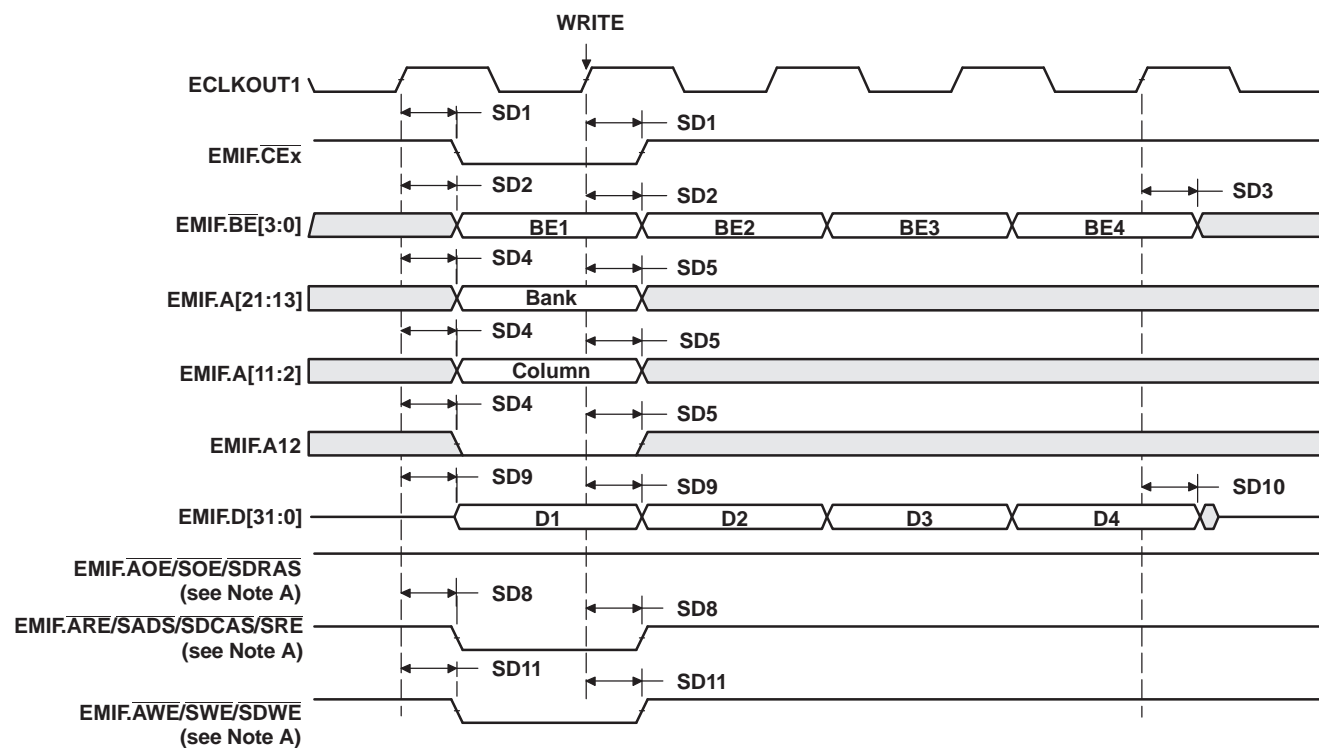 WRITE
ECLKOUT1
SD1
SD1
EMIF.CEx
SD2
SD2
SD3
EMIF.BE[3:0]
BE1
BE2
BE3
BE4
SD4
SD5
EMIF.A[21:13]
Bank
SD4
SD5
EMIF.A[11:2]
Column
SD4
SD5
EMIF.A12
SD9
SD9
SD10
EMIF.D[31:0]
D1
D2
D3
D4
EMIF.AOE/SOE/SDRAS
(see Note A)
SD8
SD8
EMIF.ARE/SADS/SDCAS/SRE
(see Note A)
SD11
SD11
EMIF.AWE/SWE/SDWE
(see Note A)